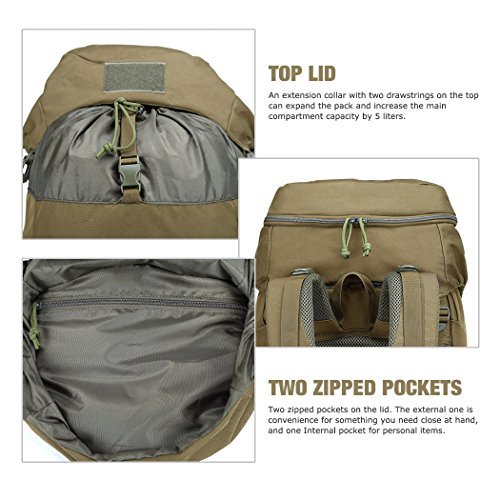 TOP LID
An extension collar with two drawstrings on the top
can expand the pack and increase the main
compartment capacity by 5 liters.
TWO ZIPPED POCKETS
Two zipped pockets on the lid. The external one is
convenience for something you need close at hand,
and one Internal pocket for personal items.